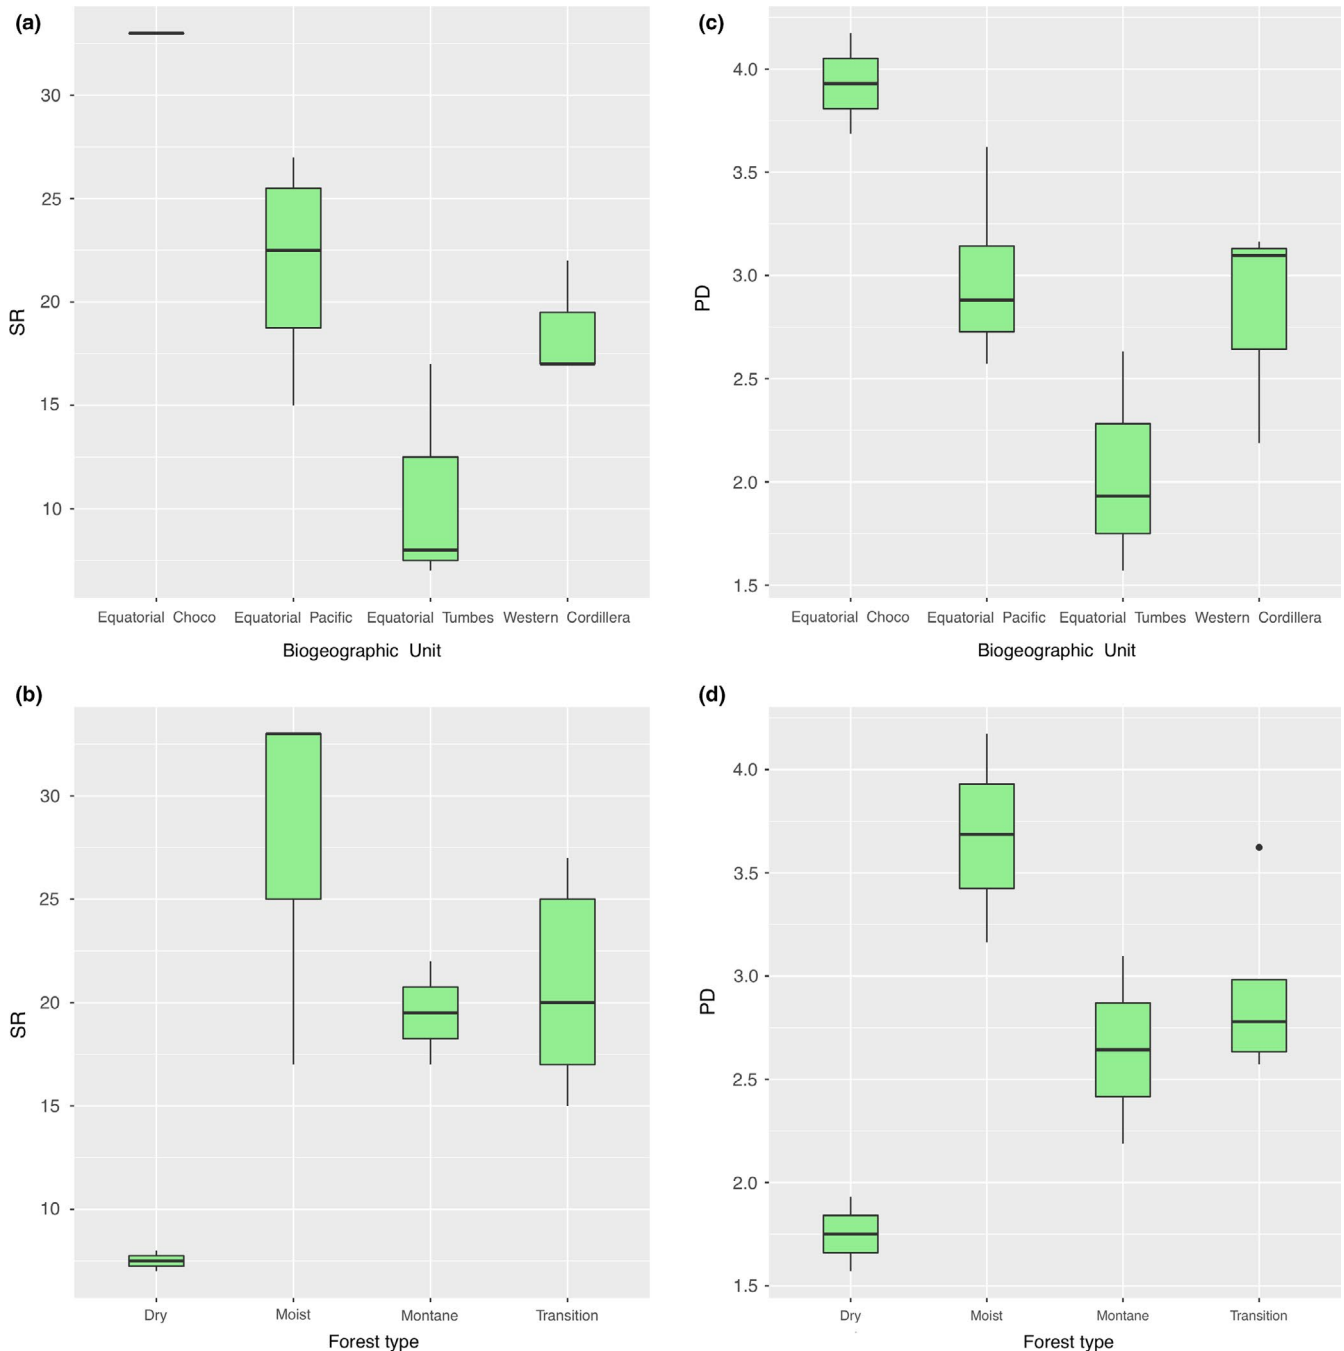 (a)
SR
30
25
20
15
10
Equatorial Choco
Equatorial Pacific
Equatorial Tumbes
Western Cordillera
Biogeographic Unit
(c)
PD
4.0
3.5
3.0
2.5
2.0
1.5
Equatorial Choco
Equatorial Pacific
Equatorial Tumbes
Western Cordillera
Biogeographic Unit
(b)
SR
30
25
20
15
10
Dry
Moist
Montane
Transition
Forest type
(d)
PD
4.0
3.5
3.0
2.5
2.0
1.5
Dry
Moist
Montane
Transition
Forest type